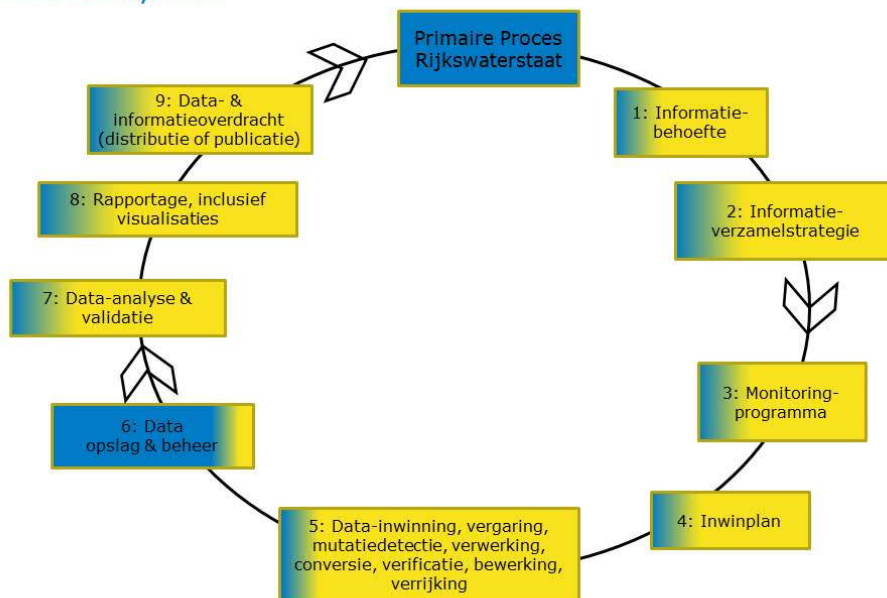 Primaire Proces
Rijkswaterstaat
1: Informatie-
behoefte
2: Informatie-
verzamelstrategie
3: Monitoring-
programma
4: Inwinplan
5: Data-inwinning, vergaring,
mutatiedetectie, verwerking,
conversie, verificatie, bewerking,
verrijking
6: Data
opslag & beheer
7: Data-analyse &
validatie
8: Rapportage, inclusief
visualisaties
9: Data- &
informatieoverdracht
(distributie of publicatie)